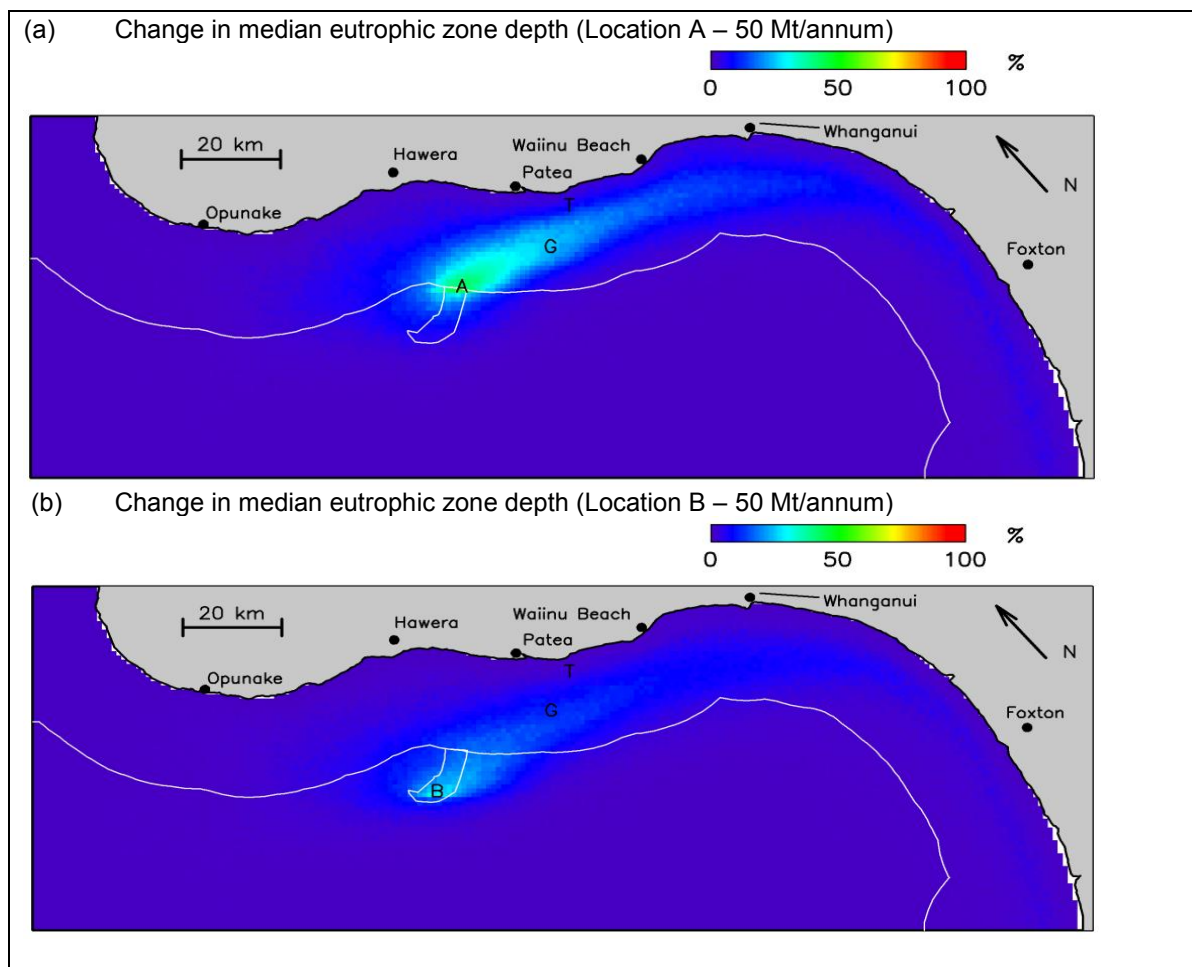 (a) Change in median eutrophic zone depth (Location A – 50 Mt/annum)
0 50 100 %
Whanganui
20 km
Hawera
Waiinu Beach
Patea
N
Opunake
T
G
Foxton
A
(b) Change in median eutrophic zone depth (Location B – 50 Mt/annum)
0 50 100 %
Whanganui
20 km
Hawera
Waiinu Beach
Patea
N
T
Opunake
G
Foxton
B